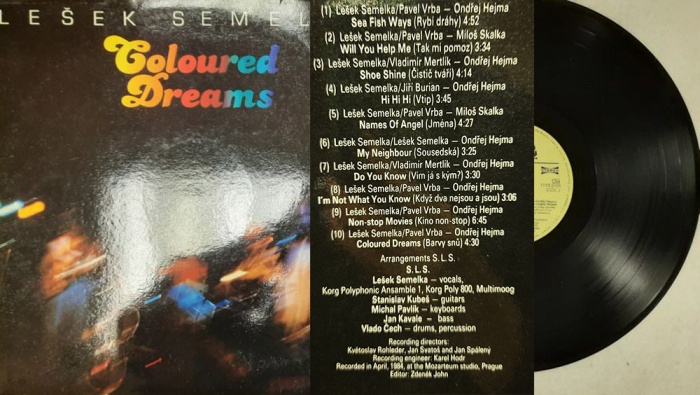 LEŠEK SEMEL
Coloured
Dreams
(1) Lešek Semelka/Pavel Vrba – Ondřej Hejma
Sea Fish Ways (Rybí dráhy) 4:52
(2) Lešek Semelka/Pavel Vrba – Miloš Skalka
Will You Help Me (Tak mi pomoz) 3:34
(3) Lešek Semelka/Vladimír Mertlík – Ondřej Hejma
Shoe Shine (Čistič tváří) 4:14
(4) Lešek Semelka/Jiří Burian – Ondřej Hejma
Hi Hi Hi (Vtip) 3:45
(5) Lešek Semelka/Pavel Vrba – Miloš Skalka
Names Of Angel (Jména) 4:27
(6) Lešek Semelka/Lešek Semelka – Ondřej Hejma
My Neighbour (Sousedská) 3:25
(7) Lešek Semelka/Vladimír Mertlík – Ondřej Hejma
Do You Know (Vím já s kým?) 3:30
(8) Lešek Semelka/Pavel Vrba – Ondřej Hejma
I'm Not What You Know (Když dva nejsou a jsou) 3:06
(9) Lešek Semelka/Pavel Vrba – Ondřej Hejma
Non-stop Movies (Kino non-stop) 6:45
(10) Lešek Semelka/Pavel Vrba – Ondřej Hejma
Coloured Dreams (Barvy snů) 4:30
Arrangements S. L. S.
S. L. S.
Lešek Semelka – vocals,
Korg Polyphonic Ansamble 1, Korg Poly 800, Multimoog
Stanislav Kubeš – guitars
Michal Pavlík – keyboards
Jan Kavale – bass
Vlado Čech – drums, percussion
Recording directors:
Květoslav Rohleder, Jan Svatoš and Jan Spálený
Recording engineer: Karel Hodr
Recorded in April, 1984, at the Mozarteum studio, Prague
Editor: Zdeněk John